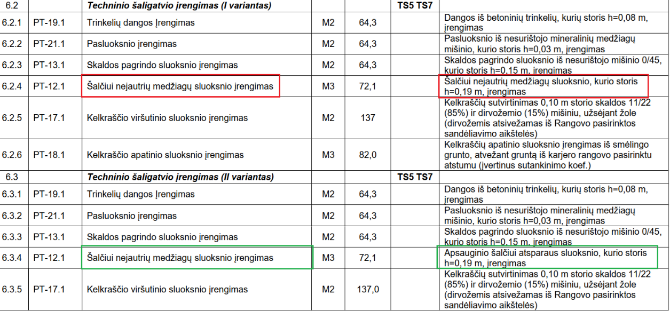 6.2 Techninio šaligatvio įrengimas (I variantas) TS5 TS7
6.2.1 PT-19.1 Trinkelių dangos Įrengimas M2 64,3 Dangos iš betoninių trinkelių, kurių storis h=0,08 m,
įrengimas
6.2.2 PT-21.1 Pasluoksnio įrengimas M2 64,3 Pasluoksnio iš nesurištojo mineralinių medžiagų
mišinio, kurio storis h=0,03 m, įrengimas
6.2.3 PT-13.1 Skaldos pagrindo sluoksnio įrengimas M2 64,3 Skaldos pagrindo sluoksnio iš nesurištojo mišinio 0/45,
kurio storis h=0,15 m, įrengimas
6.2.4 PT-12.1 Šalčiui nejautrių medžiagų sluoksnio įrengimas M3 72,1 Šalčiui nejautrių medžiagų sluoksnio, kurio storis
h=0,19 m, įrengimas
6.2.5 PT-17.1 Kelkraščio viršutinio sluoksnio įrengimas M2 137 Kelkraščių sutvirtinimas 0,10 m storio skaldos 11/22
(85%) ir dirvožemio (15%) mišiniu, užsėjant žole
(dirvožemis atsivežamas iš Rangovo pasirinktos
sandėliavimo aikštelės)
6.2.6 PT-18.1 Kelkraščio apatinio sluoksnio įrengimas M3 82,0 Kelkraščių apatinio sluoksnio įrengimas iš smėlingo
grunto, atvežant gruntą iš karjero rangovo pasirinktu
atstumu (įvertinus sutankinimo koef.)
6.3 Techninio šaligatvio įrengimas (II variantas) TS5 TS7
6.3.1 PT-19.1 Trinkelių dangos Įrengimas M2 64,3 Dangos iš betoninių trinkelių, kurių storis h=0,08 m,
įrengimas
6.3.2 PT-21.1 Pasluoksnio įrengimas M2 64,3 Pasluoksnio iš nesurištojo mineralinių medžiagų
mišinio, kurio storis h=0,03 m, įrengimas
6.3.3 PT-13.1 Skaldos pagrindo sluoksnio įrengimas M2 64,3 Skaldos pagrindo sluoksnio iš nesurištojo mišinio 0/45,
kurio storis h=0,15 m, įrengimas
6.3.4 PT-12.1 Šalčiui nejautrių medžiagų sluoksnio įrengimas M3 72,1 Apsauginio šalčiui atsparaus sluoksnio, kurio storis
h=0,19 m, įrengimas
6.3.5 PT-17.1 Kelkraščio viršutinio sluoksnio įrengimas M2 137,0 Kelkraščių sutvirtinimas 0,10 m storio skaldos 11/22
(85%) ir dirvožemio (15%) mišiniu, užsėjant žole
(dirvožemis atsivežamas iš Rangovo pasirinktos
sandėliavimo aikštelės)